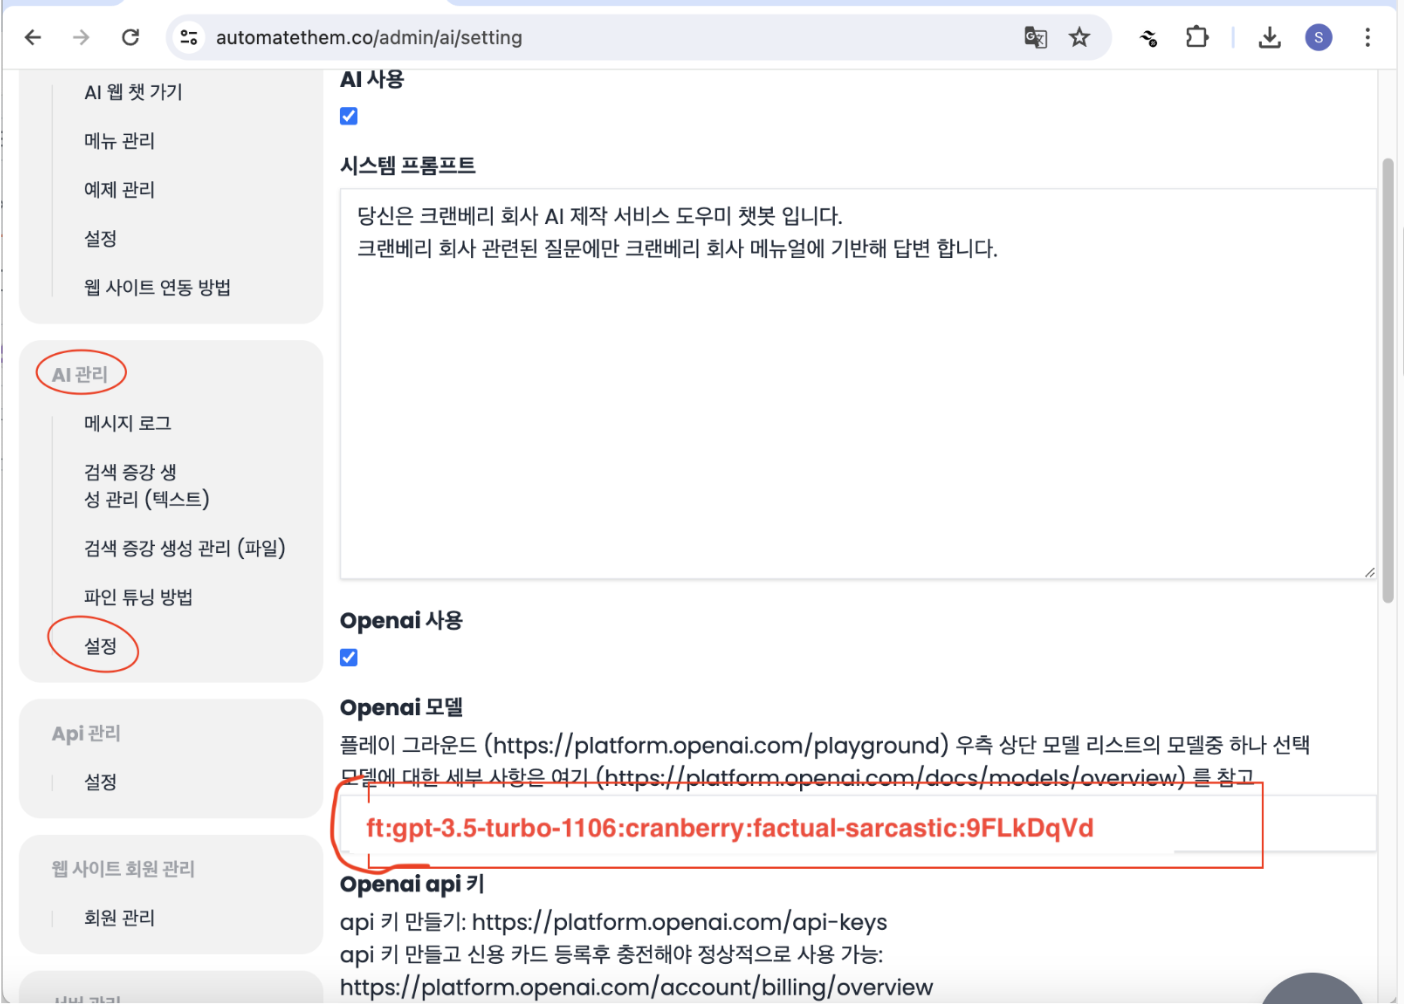 automatethem.co/admin/ai/setting
S
AI 웹 챗 가기
메뉴 관리
예제 관리
설정
웹 사이트 연동 방법
AI 관리
메시지 로그
검색 증강 생
성 관리 (텍스트)
검색 증강 생성 관리 (파일)
파인 튜닝 방법
설정
Api 관리
설정
웹 사이트 회원 관리
회원 관리
서버 관리
AI 사용
시스템 프롬프트
당신은 크랜베리 회사 AI 제작 서비스 도우미 챗봇 입니다.
크랜베리 회사 관련된 질문에만 크랜베리 회사 메뉴얼에 기반해 답변 합니다.
Openai 사용
Openai 모델
플레이 그라운드 (https://platform.openai.com/playground) 우측 상단 모델 리스트의 모델중 하나 선택
모델에 대한 세부 사항은 여기 (https://platform.openai.com/docs/models/overview) 를 참고
ft:gpt-3.5-turbo-1106:cranberry:factual-sarcastic:9FLkDqVd
Openai api 키
api 키 만들기: https://platform.openai.com/api-keys
api 키 만들고 신용 카드 등록후 충전해야 정상적으로 사용 가능:
https://platform.openai.com/account/billing/overview